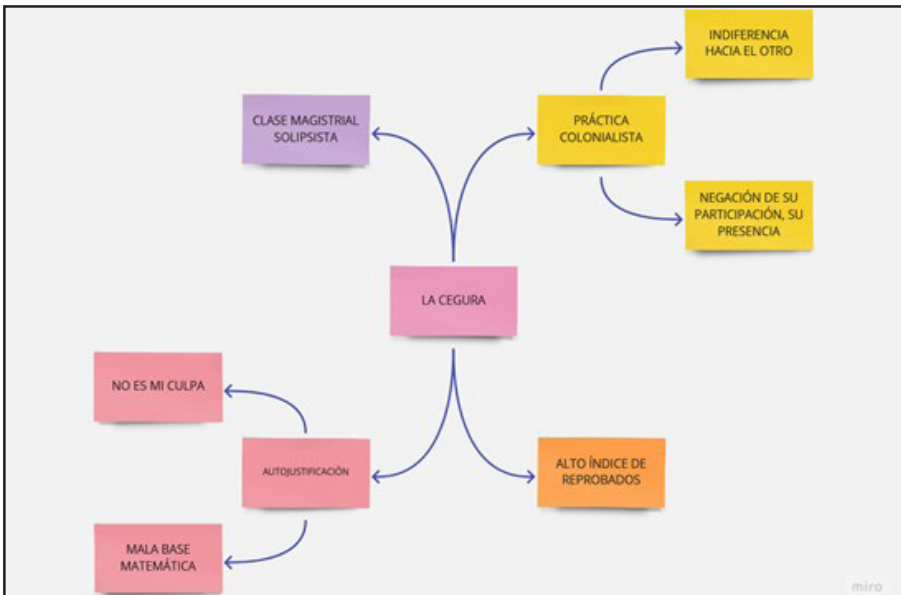 INDIFERENCIA
HACIA EL OTRO
CLASE MAGISTRIAL
SOLIPSISTA
PRÁCTICA
COLONIALISTA
NEGACIÓN DE SU
PARTICIPACIÓN, SU
PRESENCIA
LA CEGURA
NO ES MI CULPA
AUTOJUSTIFICACIÓN
ALTO ÍNDICE DE
REPROBADOS
MALA BASE
MATEMÁTICA
miro